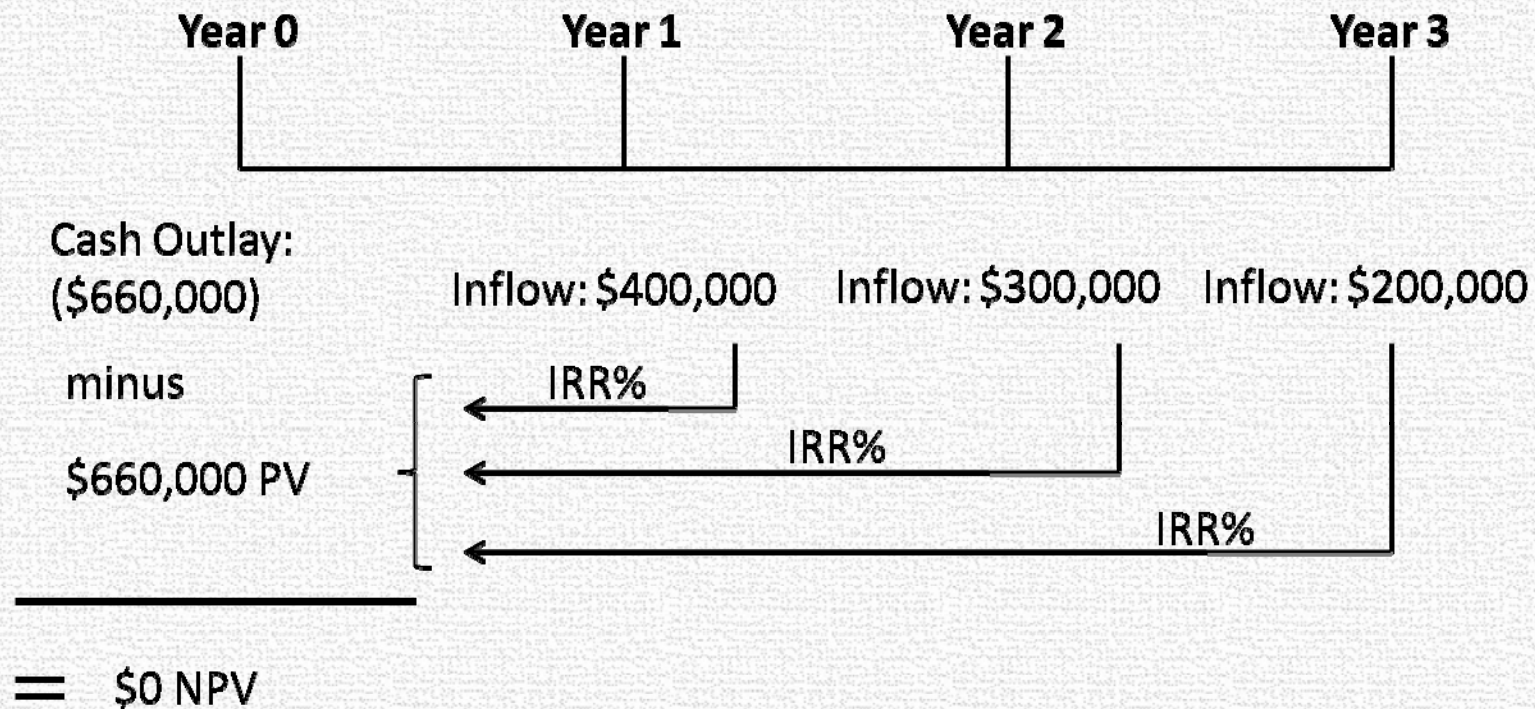 Year 0 Year 1 Year 2 Year 3
Cash Outlay:
($660,000) Inflow: $400,000 Inflow: $300,000 Inflow: $200,000
minus IRR%
IRR%
$660,000 PV
IRR%
= $0 NPV